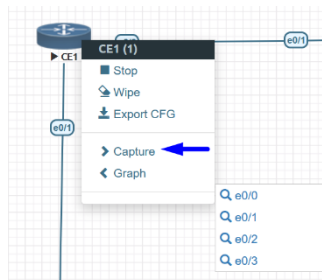 CE1 (1)
e0/1
CE1
Stop
Wipe
Export CFG
e0/1
Capture
Graph
e0/0
e0/1
e0/2
e0/3